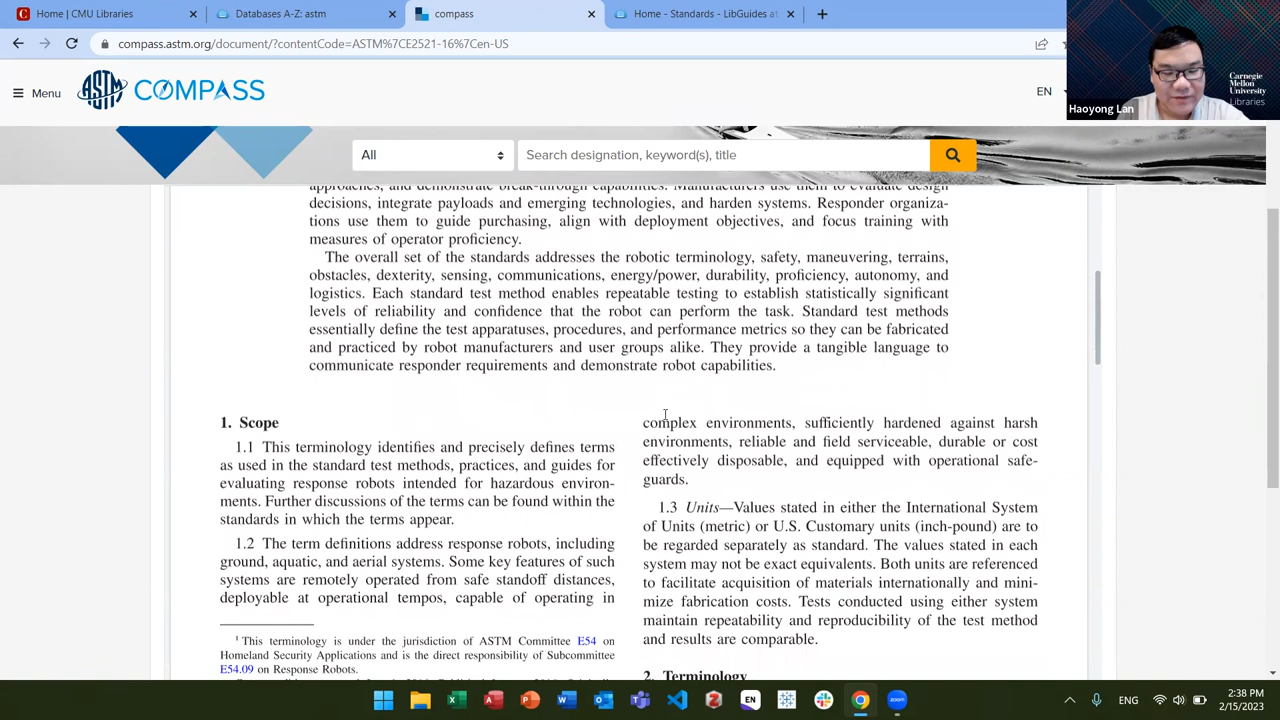 Home | CMU Libraries
Databases A-Z: astm
compass
Home - Standards - LibGuides at
compass.astm.org/document/?contentCode=ASTM%7CE2521-16%7Cen-US
Menu
ASTM
COMPASS
EN
Carnegie
Mellon
University
Libraries
Haoyong Lan
All
Search designation, keyword(s), title
approaches, and demonstrate break-through capabilities. Manufacturers use them to evaluate design
decisions, integrate payloads and emerging technologies, and harden systems. Responder organiza-
tions use them to guide purchasing, align with deployment objectives, and focus training with
measures of operator proficiency.
The overall set of the standards addresses the robotic terminology, safety, maneuvering, terrains,
obstacles, dexterity, sensing, communications, energy/power, durability, proficiency, autonomy, and
logistics. Each standard test method enables repeatable testing to establish statistically significant
levels of reliability and confidence that the robot can perform the task. Standard test methods
essentially define the test apparatuses, procedures, and performance metrics so they can be fabricated
and practiced by robot manufacturers and user groups alike. They provide a tangible language to
communicate responder requirements and demonstrate robot capabilities.
1. Scope
1.1 This terminology identifies and precisely defines terms
as used in the standard test methods, practices, and guides for
evaluating response robots intended for hazardous environ-
ments. Further discussions of the terms can be found within the
standards in which the terms appear.
1.2 The term definitions address response robots, including
ground, aquatic, and aerial systems. Some key features of such
systems are remotely operated from safe standoff distances,
deployable at operational tempos, capable of operating in
1 This terminology is under the jurisdiction of ASTM Committee E54 on
Homeland Security Applications and is the direct responsibility of Subcommittee
E54.09 on Response Robots.
complex environments, sufficiently hardened against harsh
environments, reliable and field serviceable, durable or cost
effectively disposable, and equipped with operational safe-
guards.
1.3 Units—Values stated in either the International System
of Units (metric) or U.S. Customary units (inch-pound) are to
be regarded separately as standard. The values stated in each
system may not be exact equivalents. Both units are referenced
to facilitate acquisition of materials internationally and mini-
mize fabrication costs. Tests conducted using either system
maintain repeatability and reproducibility of the test method
and results are comparable.
2. Terminology
EN
ENG
2:38 PM
2/15/2023